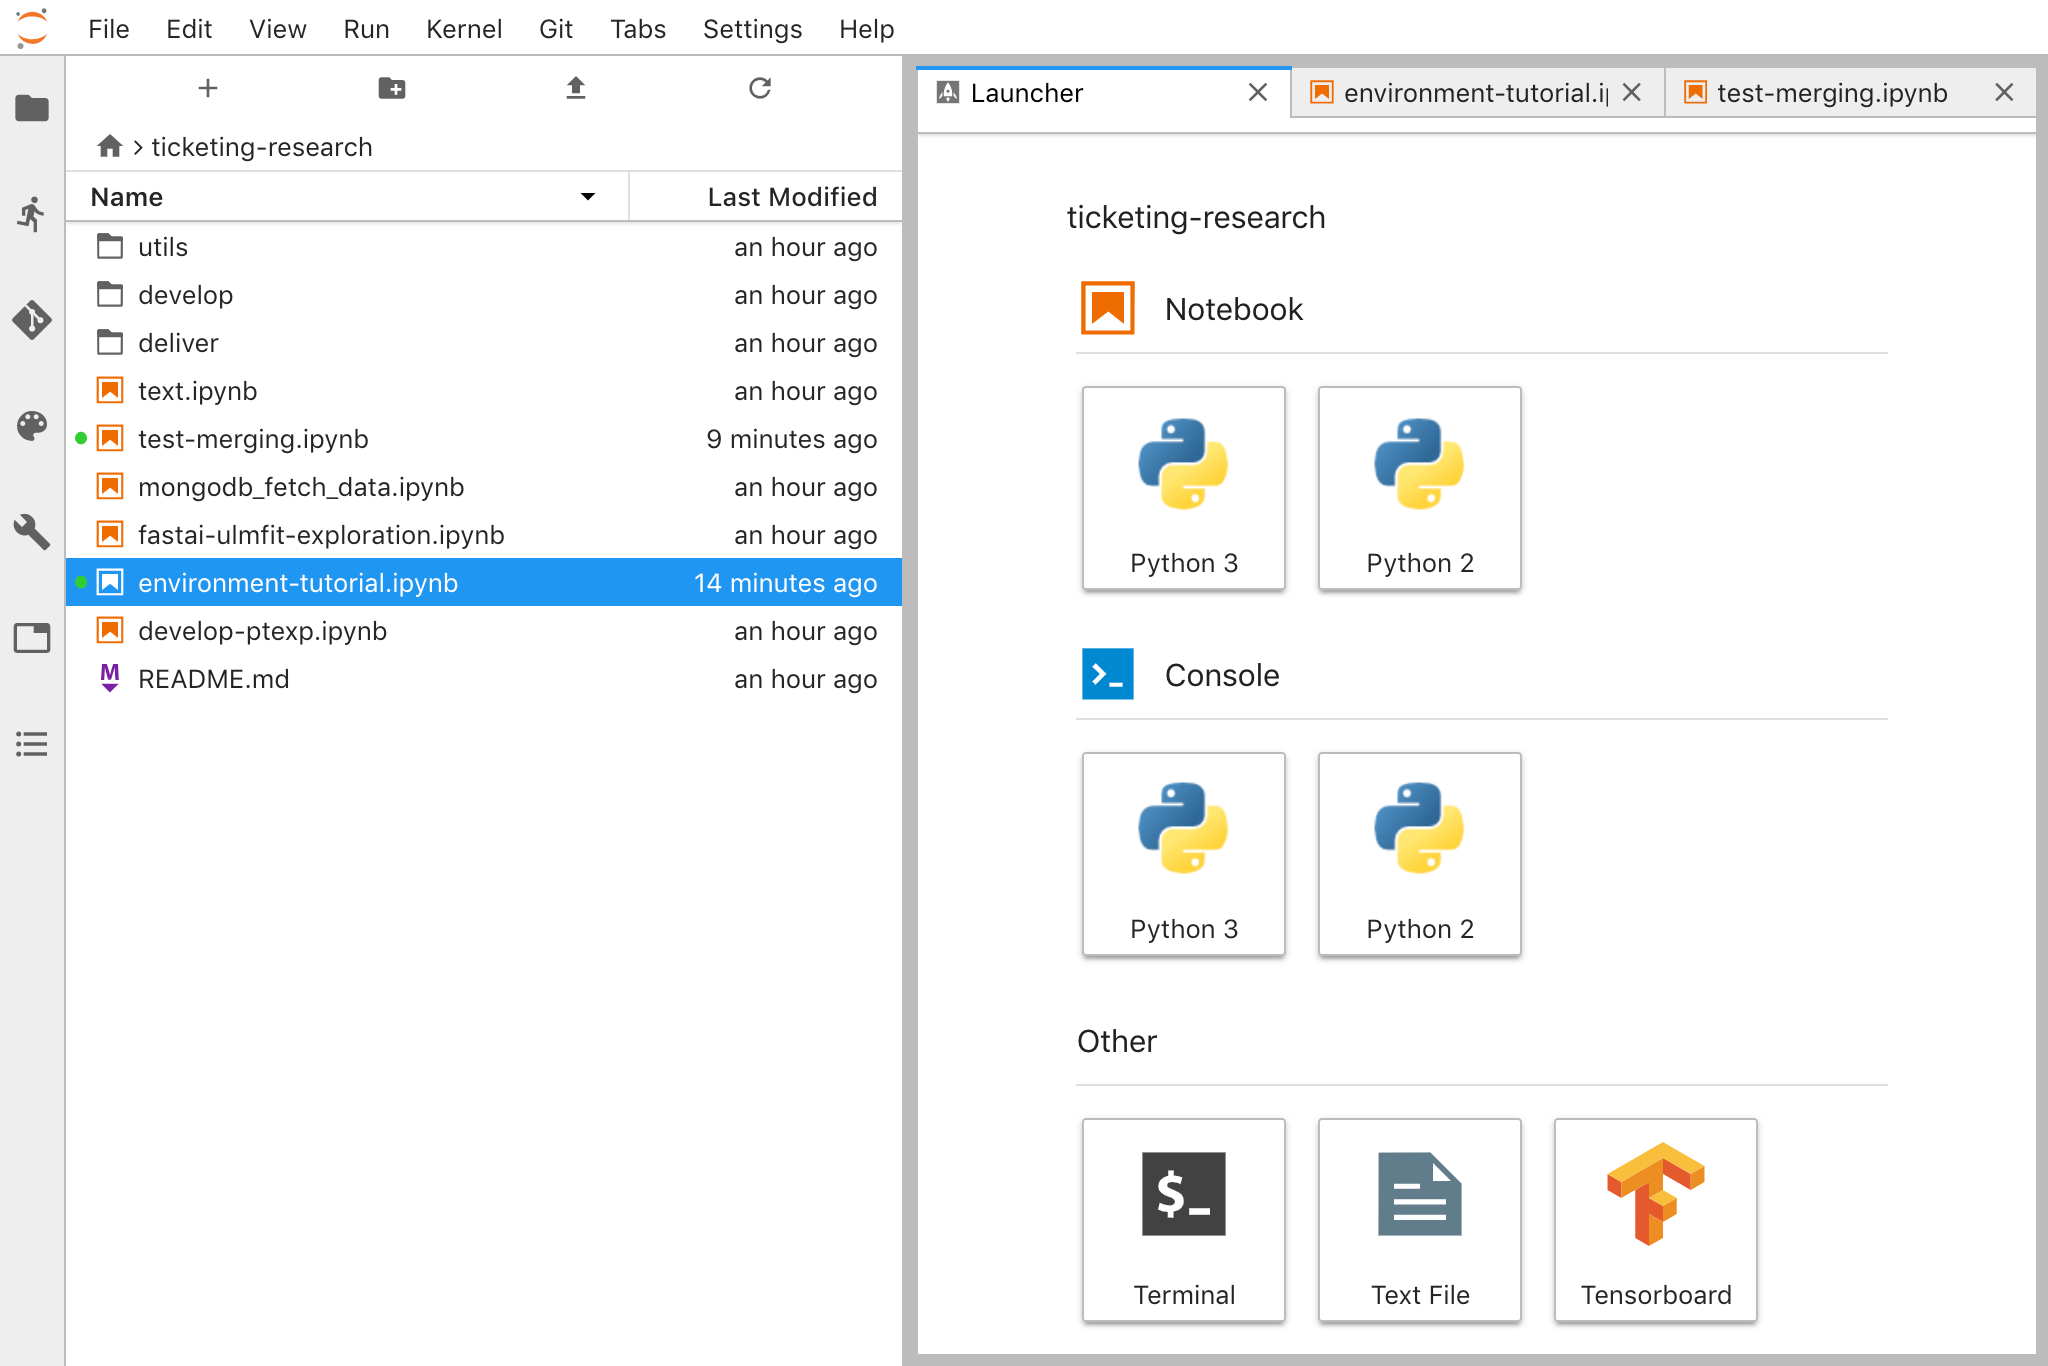 File Edit View Run Kernel Git Tabs Settings Help
ticketing-research
Name Last Modified
utils an hour ago
develop an hour ago
deliver an hour ago
text.ipynb an hour ago
test-merging.ipynb 9 minutes ago
mongodb_fetch_data.ipynb an hour ago
fastai-ulmfit-exploration.ipynb an hour ago
environment-tutorial.ipynb 14 minutes ago
develop-ptexp.ipynb an hour ago
M README.md an hour ago
Launcher environment-tutorial.ip test-merging.ipynb
ticketing-research
Notebook
Python 3 Python 2
Console
Python 3 Python 2
Other
$_
Terminal Text File Tensorboard